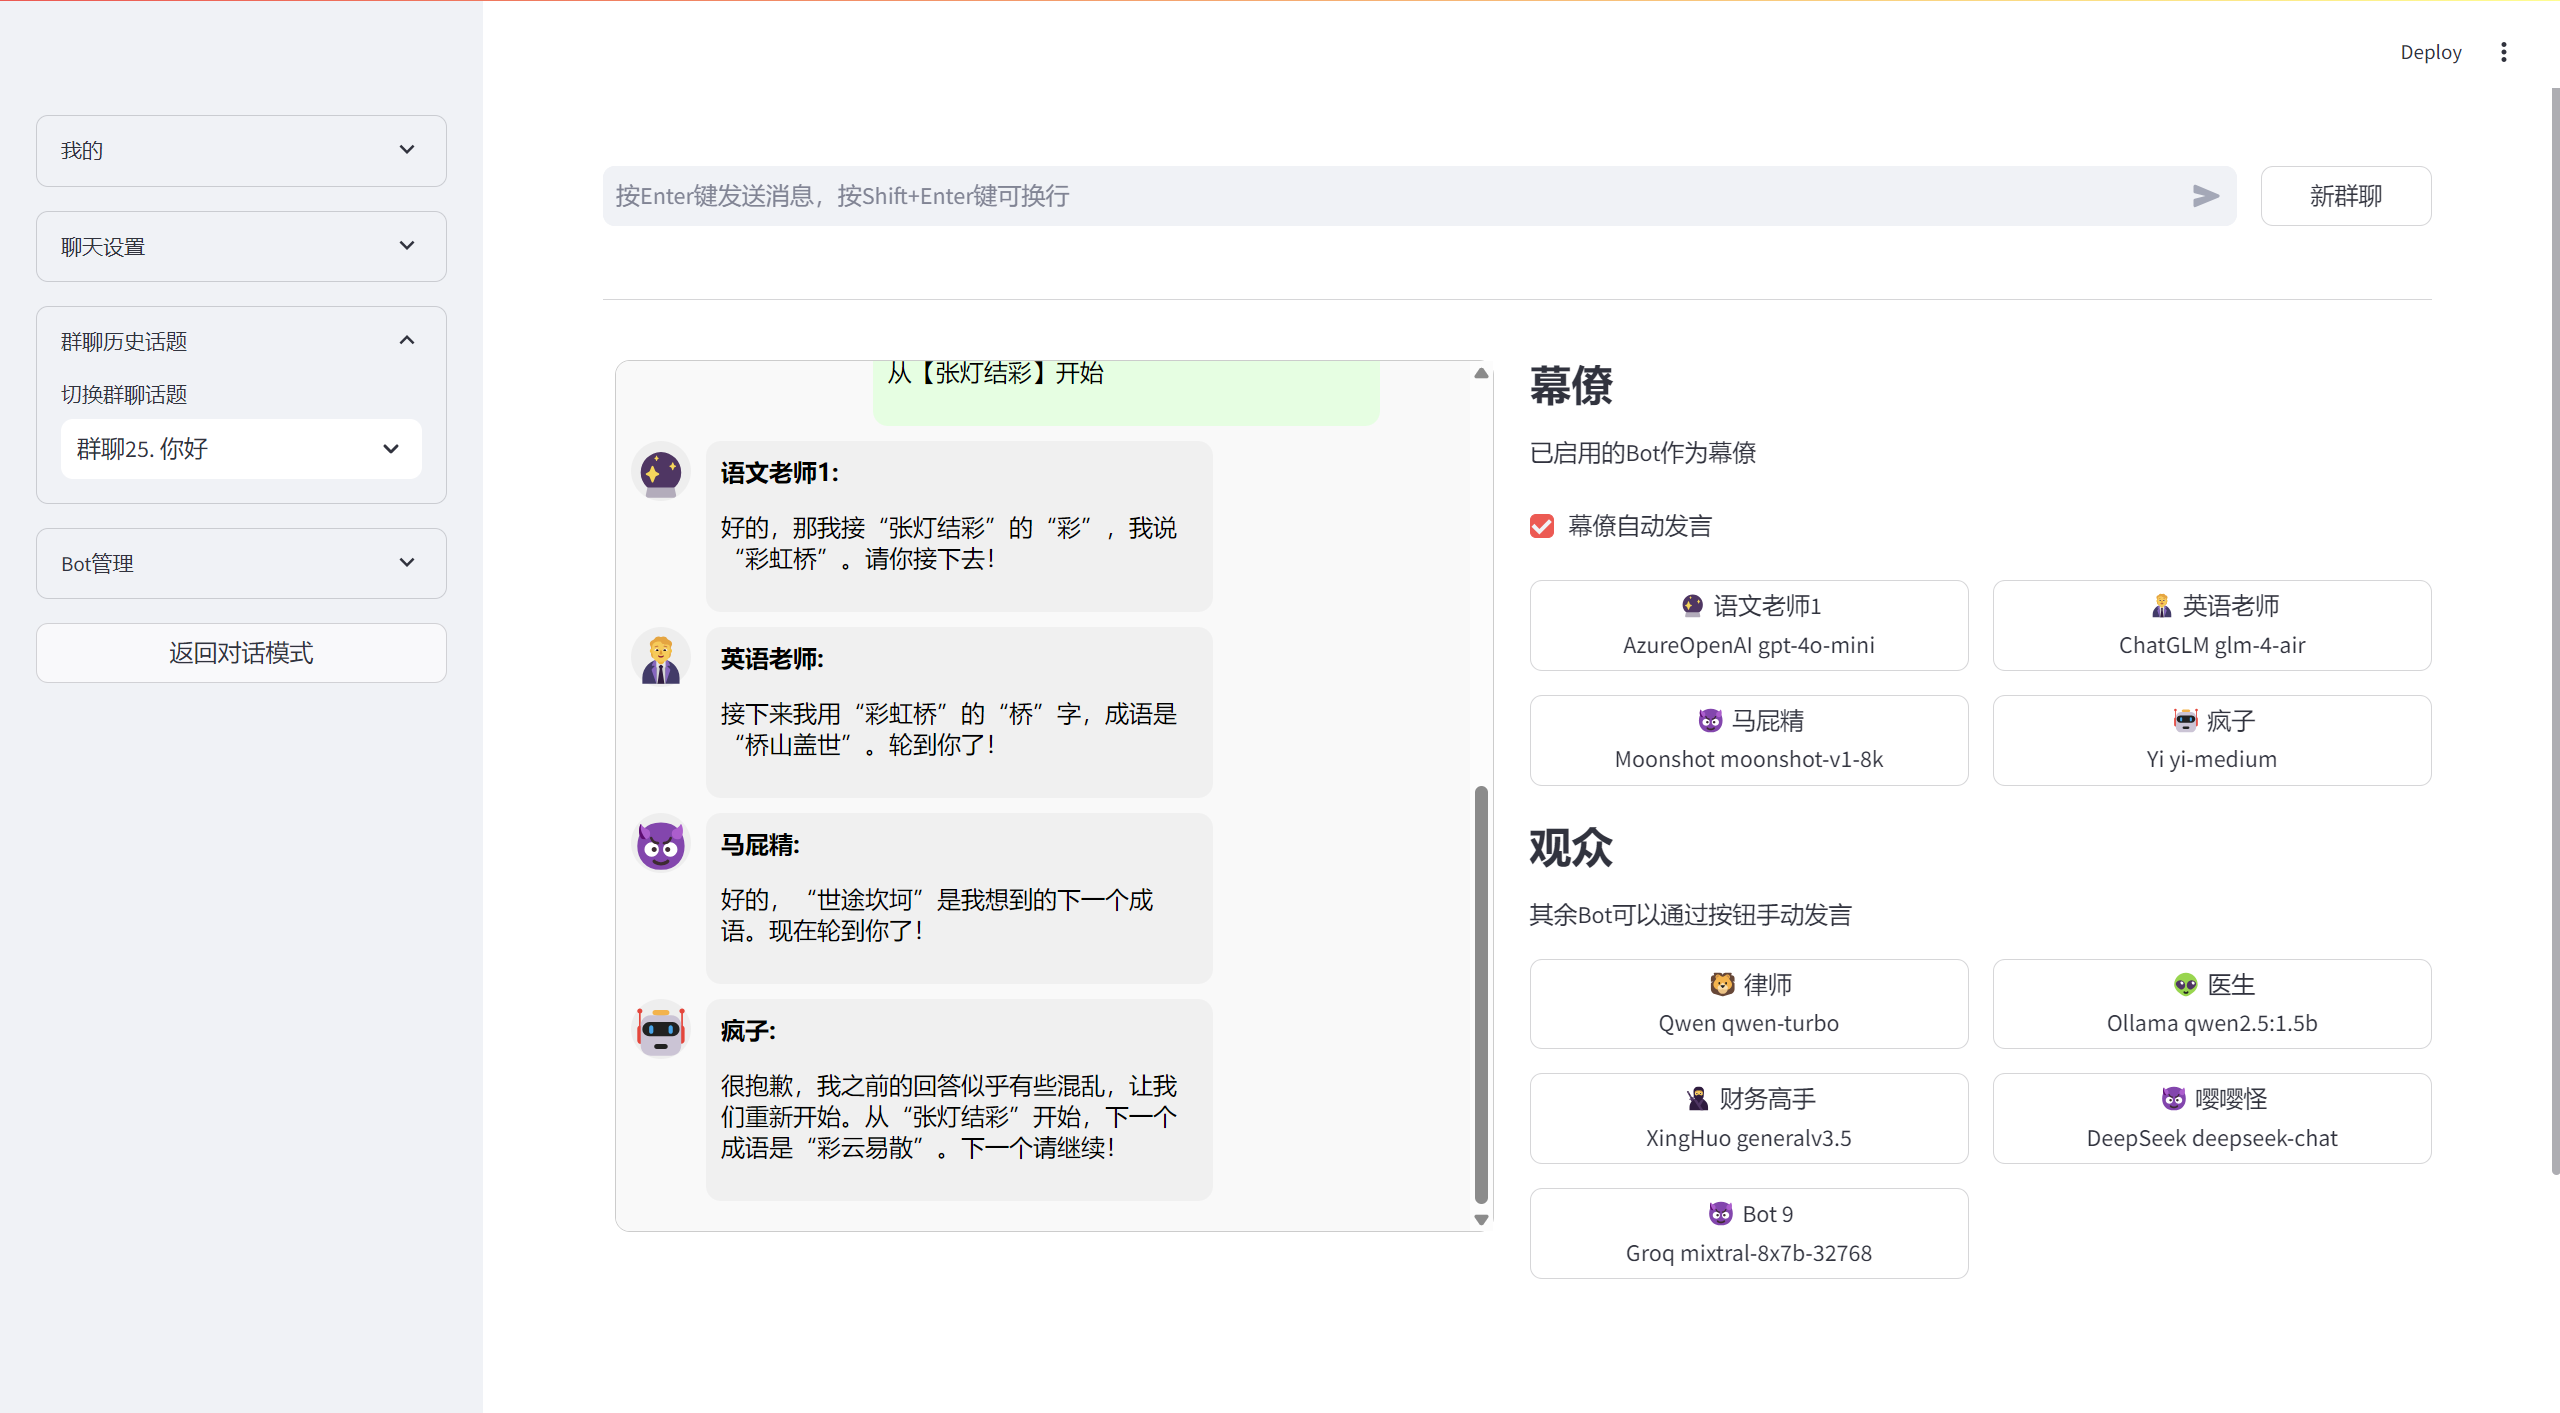 Deploy
我的
聊天设置
群聊历史话题
切换群聊话题
群聊25. 你好
Bot管理
返回对话模式
按Enter键发送消息，按Shift+Enter键可换行
新群聊
从【张灯结彩】开始
语文老师1:
好的，那我接“张灯结彩”的“彩”，我说
“彩虹桥”。请你接下去！
英语老师:
接下来我用“彩虹桥”的“桥”字，成语是
“桥山盖世”。轮到你了！
马屁精:
好的，“世途坎坷”是我想到的下一个成
语。现在轮到你了！
疯子:
很抱歉，我之前的回答似乎有些混乱，让我
们重新开始。从“张灯结彩”开始，下一个
成语是“彩云易散”。下一个请继续！
幕僚
已启用的Bot作为幕僚
幕僚自动发言
语文老师1
AzureOpenAI gpt-4o-mini
英语老师
ChatGLM glm-4-air
马屁精
Moonshot moonshot-v1-8k
疯子
Yi yi-medium
观众
其余Bot可以通过按钮手动发言
律师
Qwen qwen-turbo
医生
Ollama qwen2.5:1.5b
财务高手
XingHuo generalv3.5
嘤嘤怪
DeepSeek deepseek-chat
Bot 9
Groq mixtral-8x7b-32768